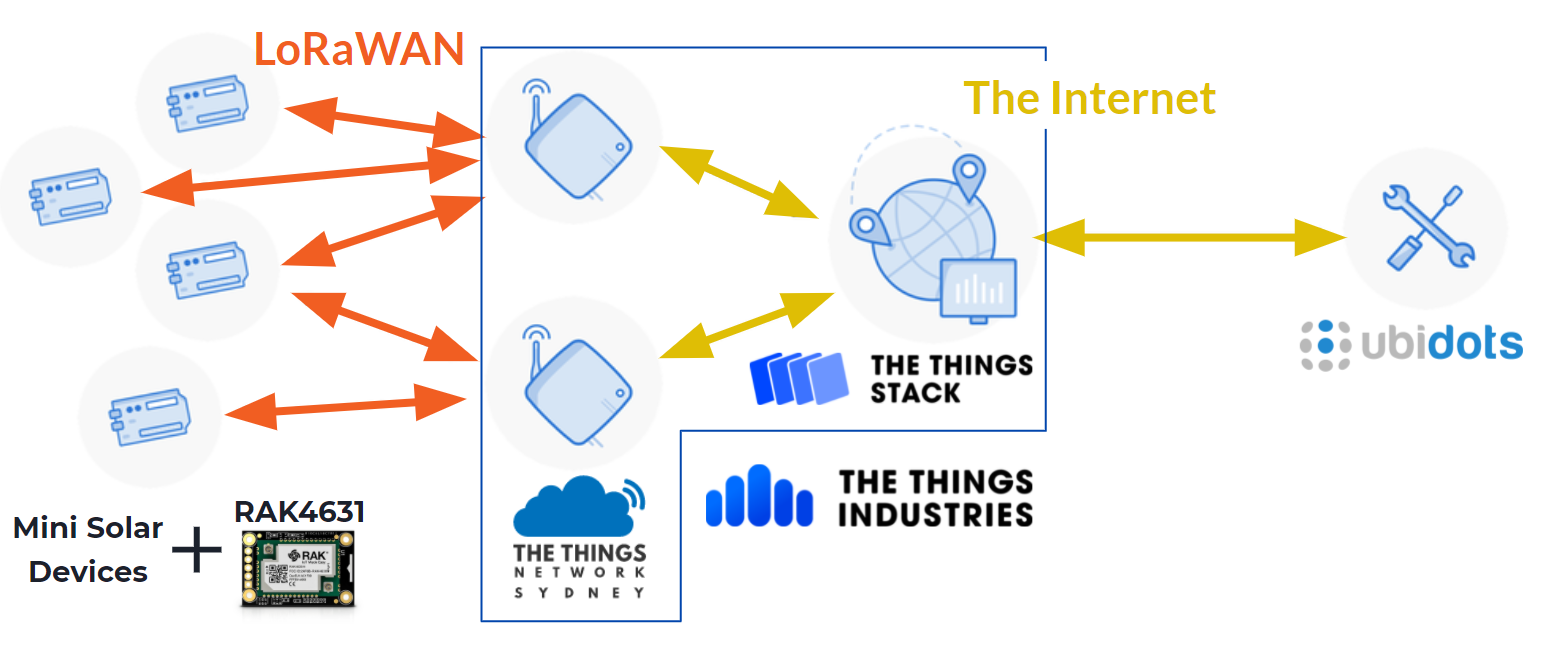 LoRaWAN
The Internet
THE THINGS
STACK
ubidots
THE THINGS
INDUSTRIES
RAK4631
Mini Solar
Devices
+
RAK
THE THINGS
NETWORK
SYDNEY